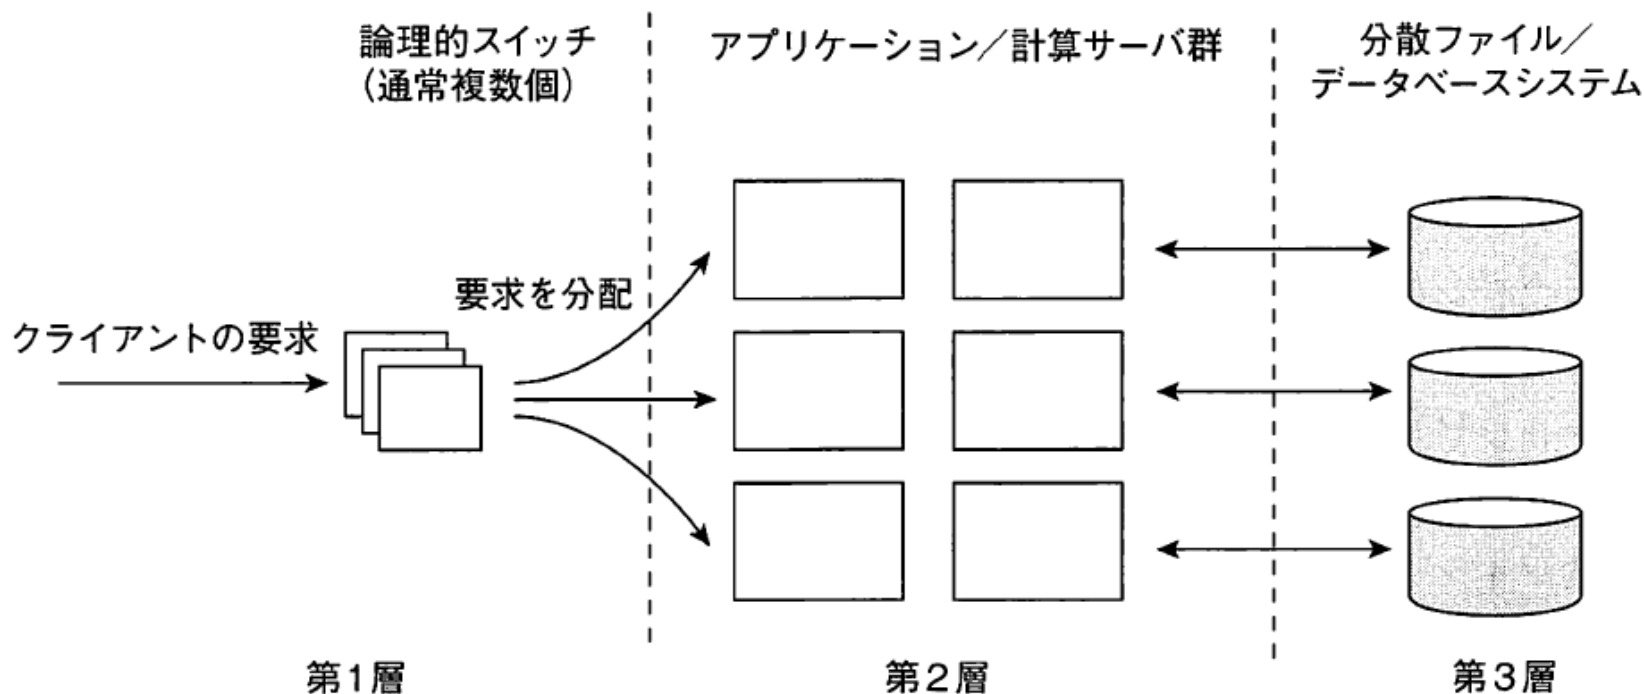 論理的スイッチ
(通常複数個)
アプリケーション/計算サーバ群
分散ファイル/
データベースシステム
要求を分配
クライアントの要求
第1層
第2層
第3層